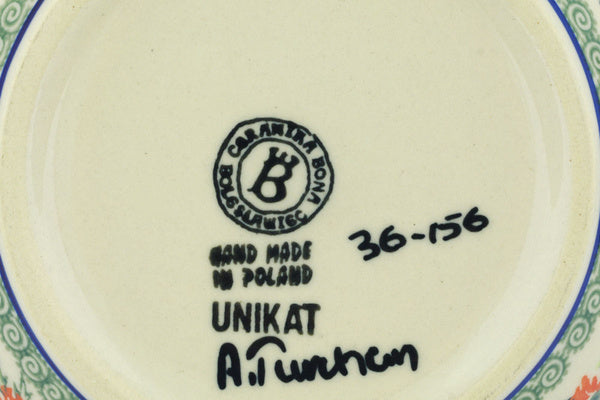 CERAMIKA BONA
BOLESŁAWIEC
B
HAND MADE
IN POLAND
36-156
UNIKAT